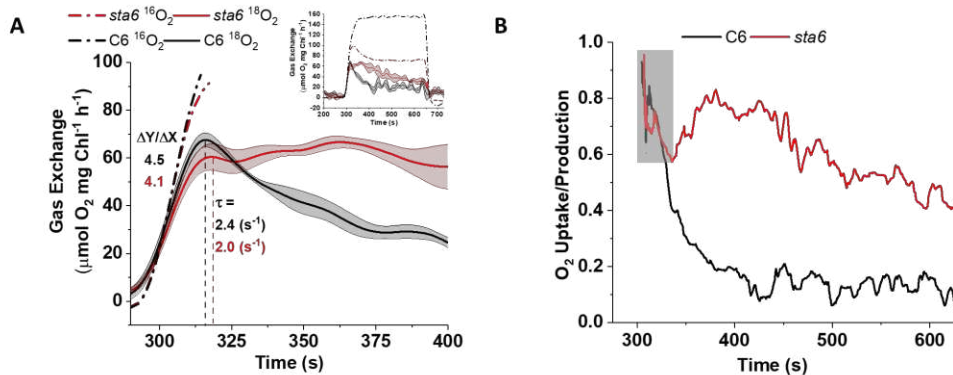 A
sta6 ¹⁶O₂ sta6 ¹⁸O₂
C6 ¹⁶O₂ C6 ¹⁸O₂
Gas Exchange
(μmol O₂ mg Chl⁻¹ h⁻¹)
100
80
60
40
20
0
ΔY/ΔX
4.5
4.1
τ =
2.4 (s⁻¹)
2.0 (s⁻¹)
300 325 350 375 400
Time (s)
Gas Exchange
(μmol O₂ mg Chl⁻¹ h⁻¹)
160
140
120
100
80
60
40
20
0
-20
200 300 400 500 600 700
Time (s)
B
C6 sta6
O₂ Uptake/Production
1.0
0.8
0.6
0.4
0.2
0.0
300 400 500 600
Time (s)